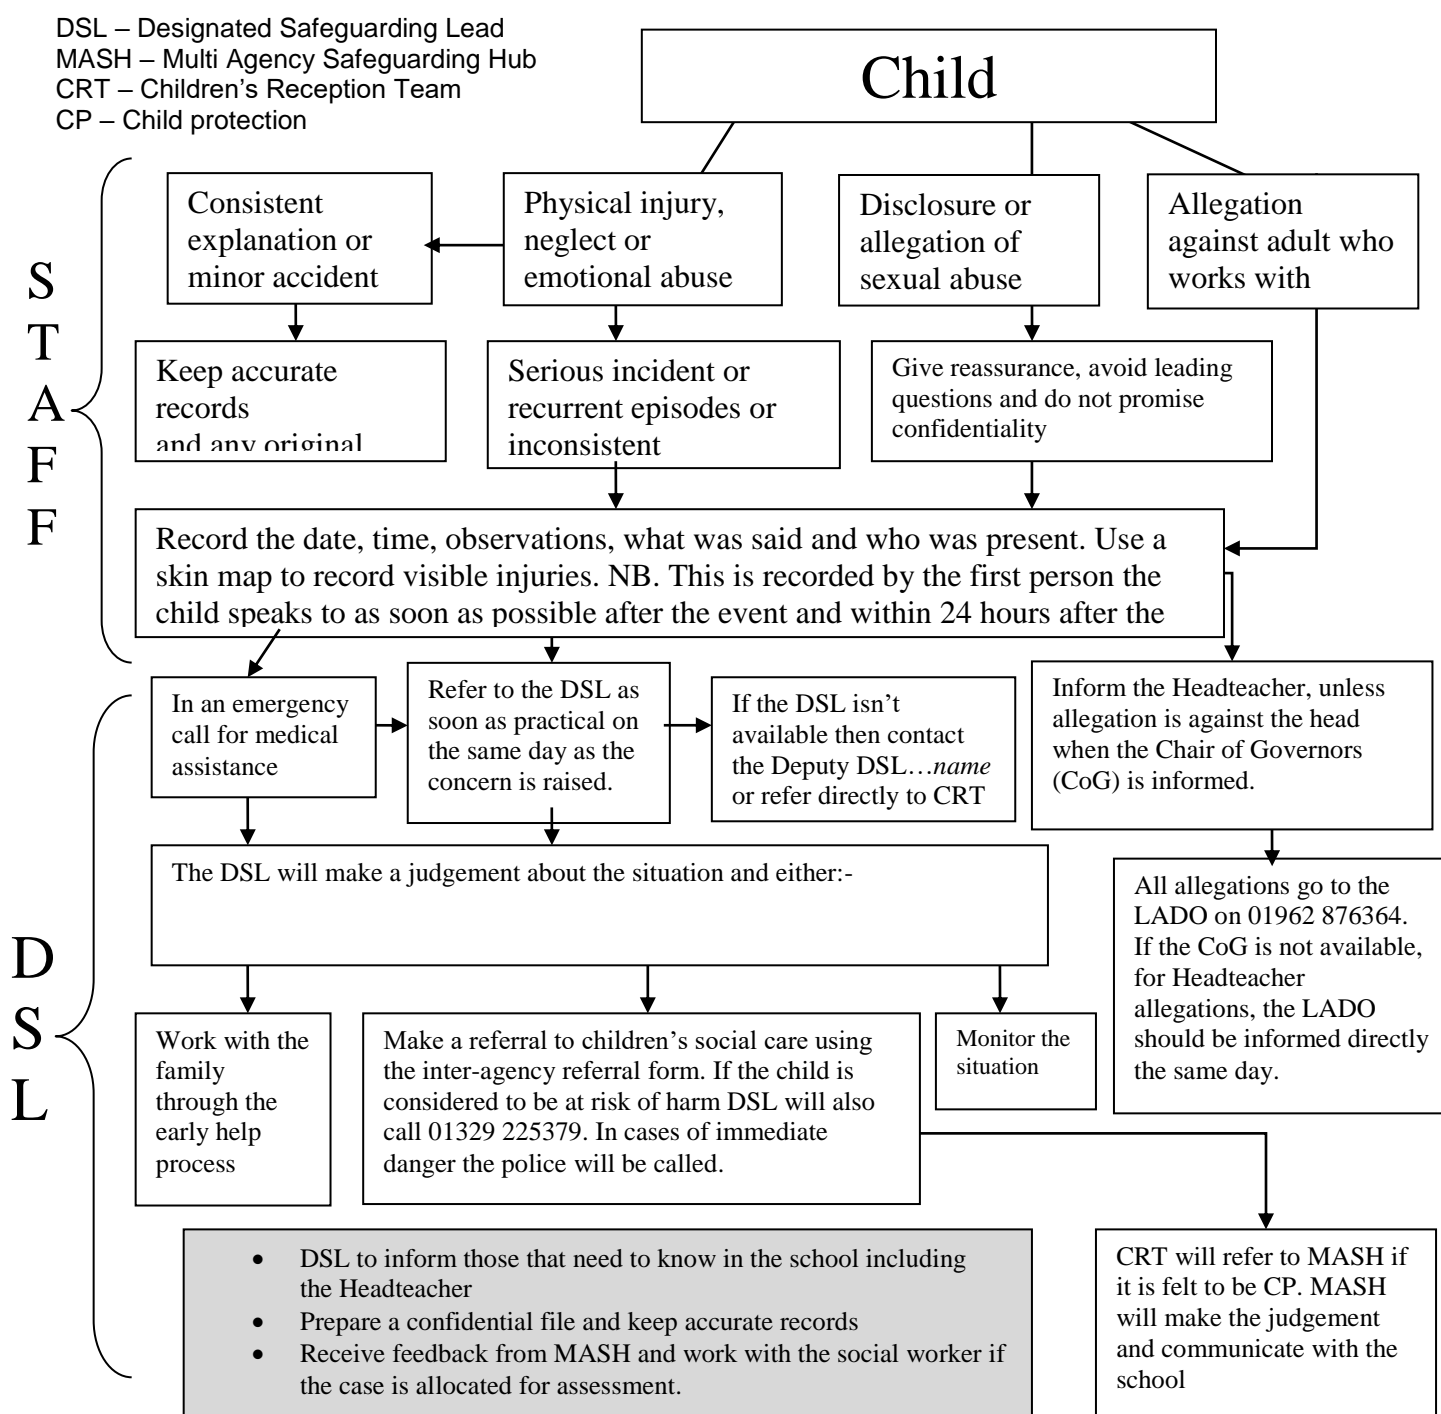 DSL – Designated Safeguarding Lead
MASH – Multi Agency Safeguarding Hub
CRT – Children's Reception Team
CP – Child protection
Child
S
T
A
F
F
Consistent
explanation or
minor accident
Physical injury,
neglect or
emotional abuse
Disclosure or
allegation of
sexual abuse
Allegation
against adult who
works with
Keep accurate
records
and any original
Serious incident or
recurrent episodes or
inconsistent
Give reassurance, avoid leading
questions and do not promise
confidentiality
Record the date, time, observations, what was said and who was present. Use a
skin map to record visible injuries. NB. This is recorded by the first person the
child speaks to as soon as possible after the event and within 24 hours after the
D
S
L
In an emergency
call for medical
assistance
Refer to the DSL as
soon as practical on
the same day as the
concern is raised.
If the DSL isn't
available then contact
the Deputy DSL…name
or refer directly to CRT
Inform the Headteacher, unless
allegation is against the head
when the Chair of Governors
(CoG) is informed.
The DSL will make a judgement about the situation and either:-
All allegations go to the
LADO on 01962 876364.
If the CoG is not available,
for Headteacher
allegations, the LADO
should be informed directly
the same day.
Work with the
family
through the
early help
process
Make a referral to children's social care using
the inter-agency referral form. If the child is
considered to be at risk of harm DSL will also
call 01329 225379. In cases of immediate
danger the police will be called.
Monitor the
situation
• DSL to inform those that need to know in the school including
the Headteacher
• Prepare a confidential file and keep accurate records
• Receive feedback from MASH and work with the social worker if
the case is allocated for assessment.
CRT will refer to MASH if
it is felt to be CP. MASH
will make the judgement
and communicate with the
school